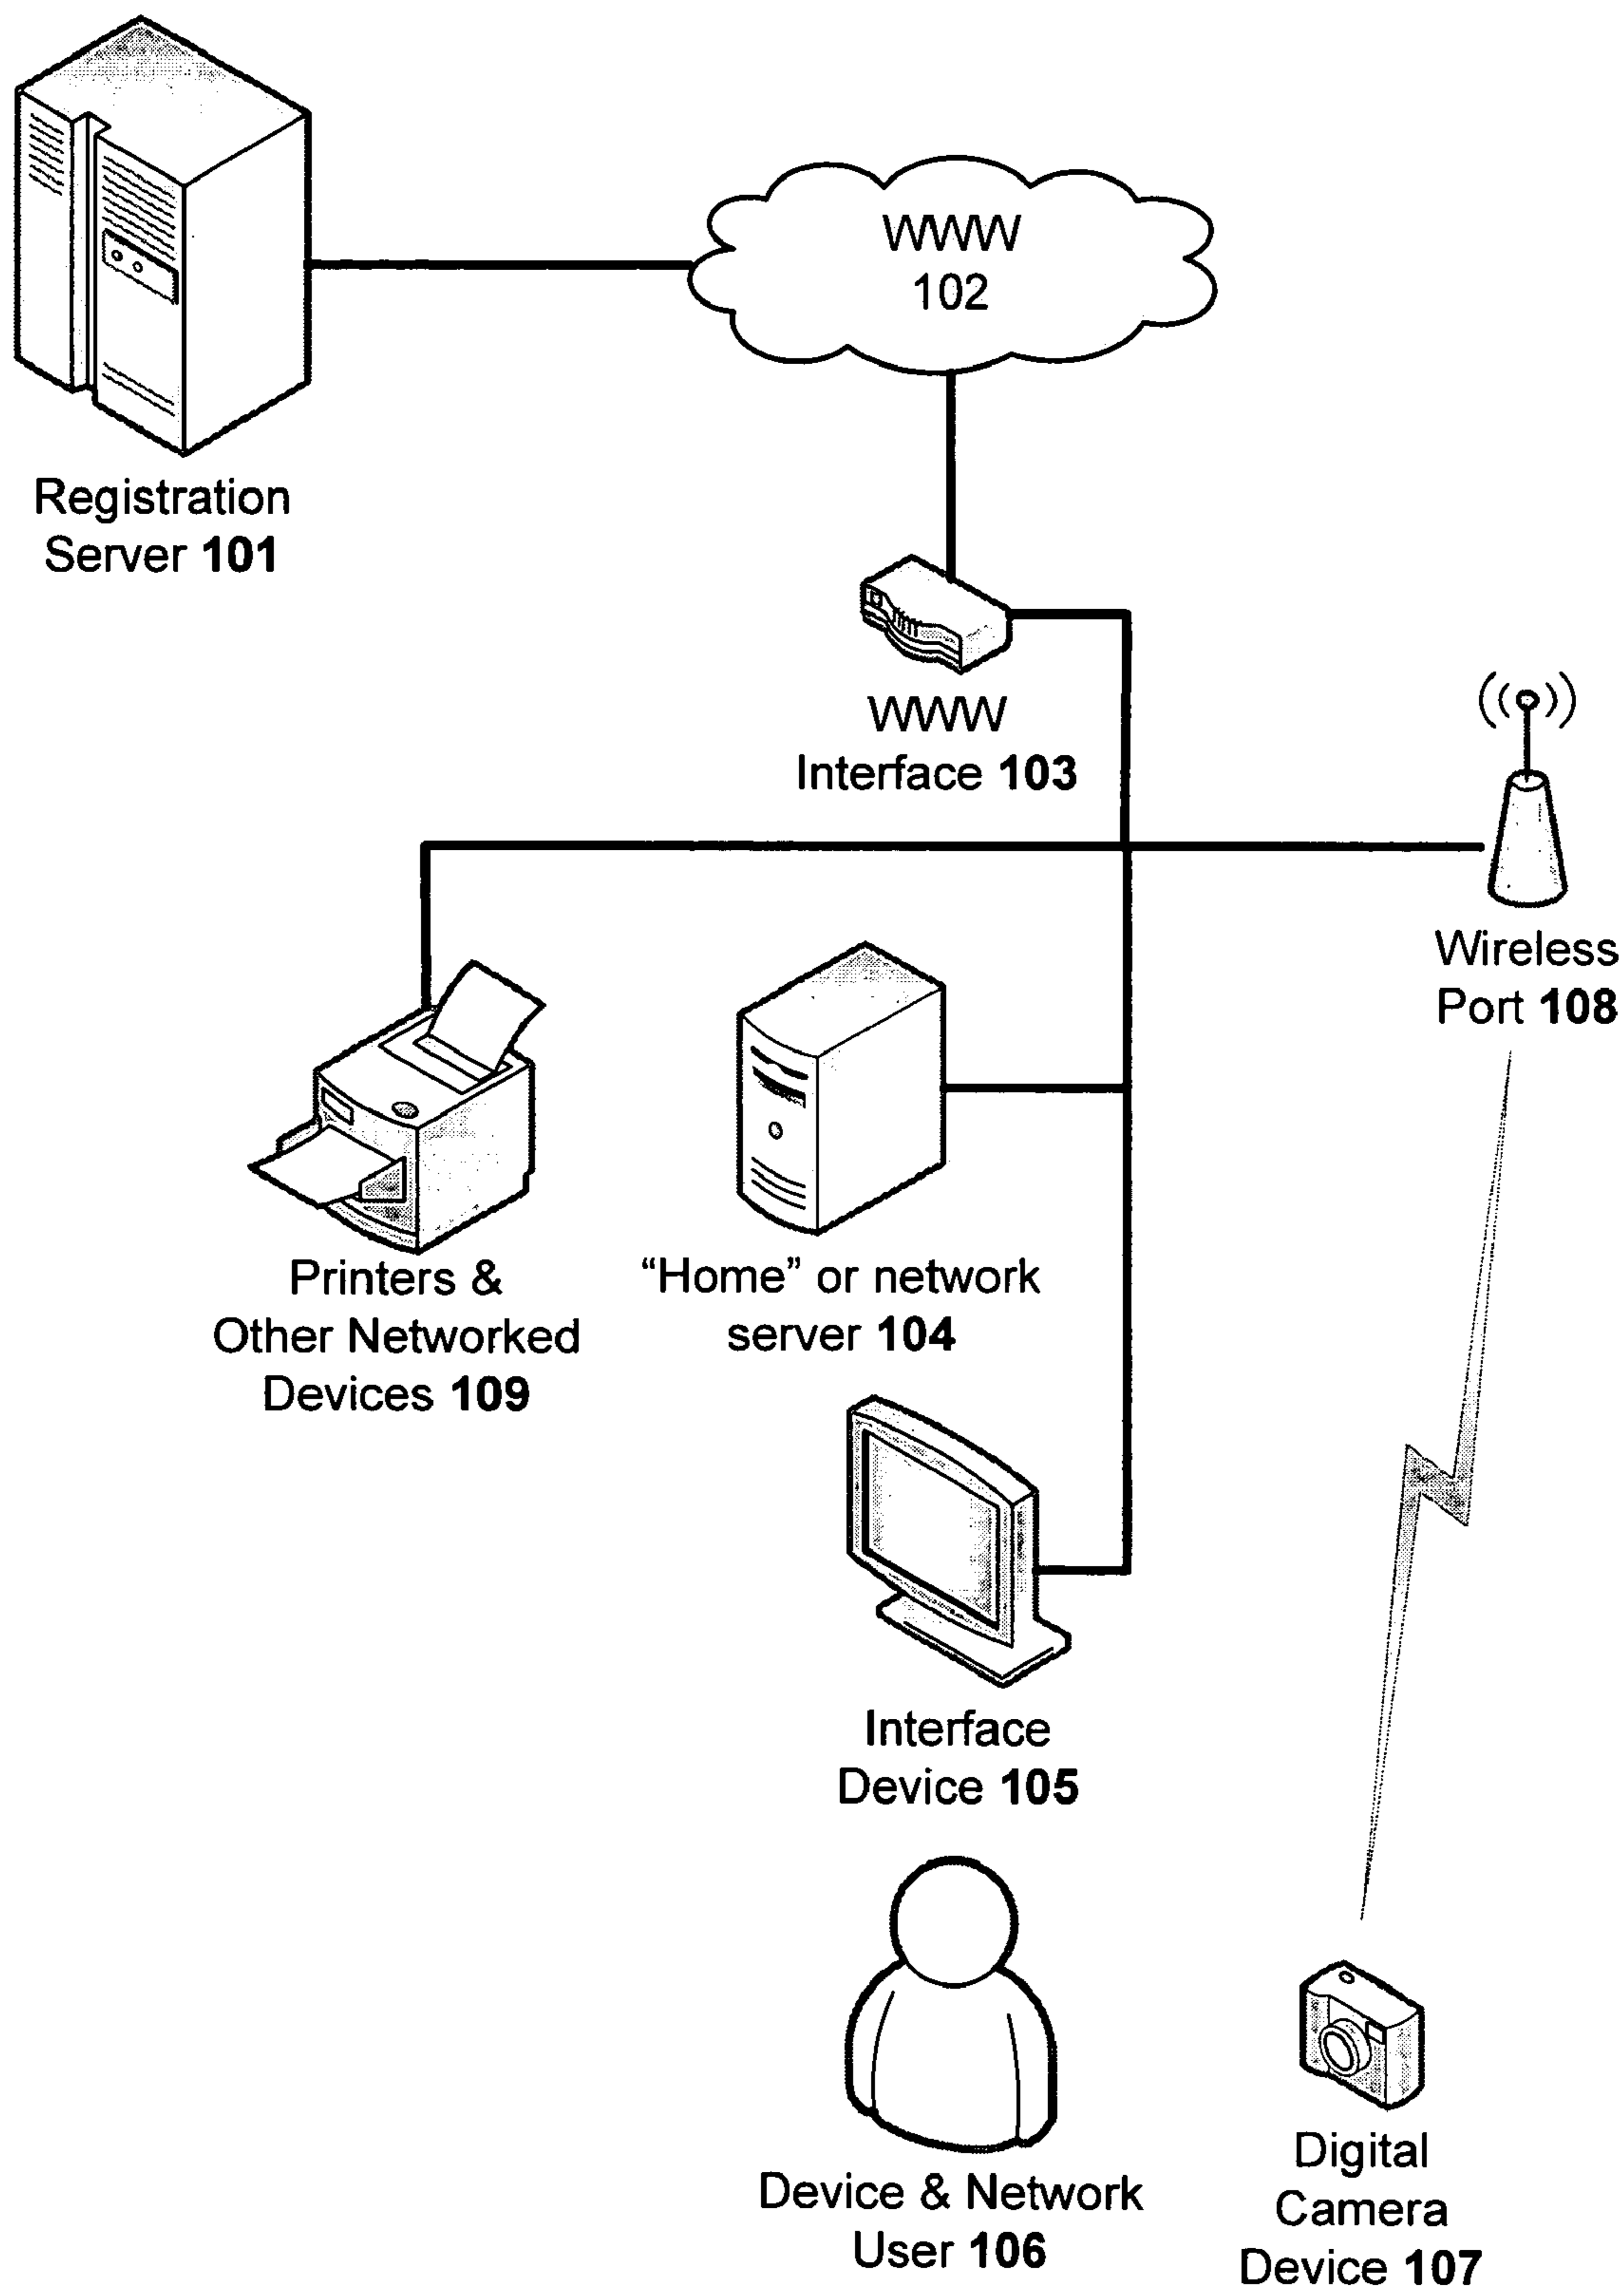 WWW
102
Registration
Server 101
WWW
Interface 103
Wireless
Port 108
Printers &
Other Networked
Devices 109
“Home” or network
server 104
Interface
Device 105
Device & Network
User 106
Digital
Camera
Device 107